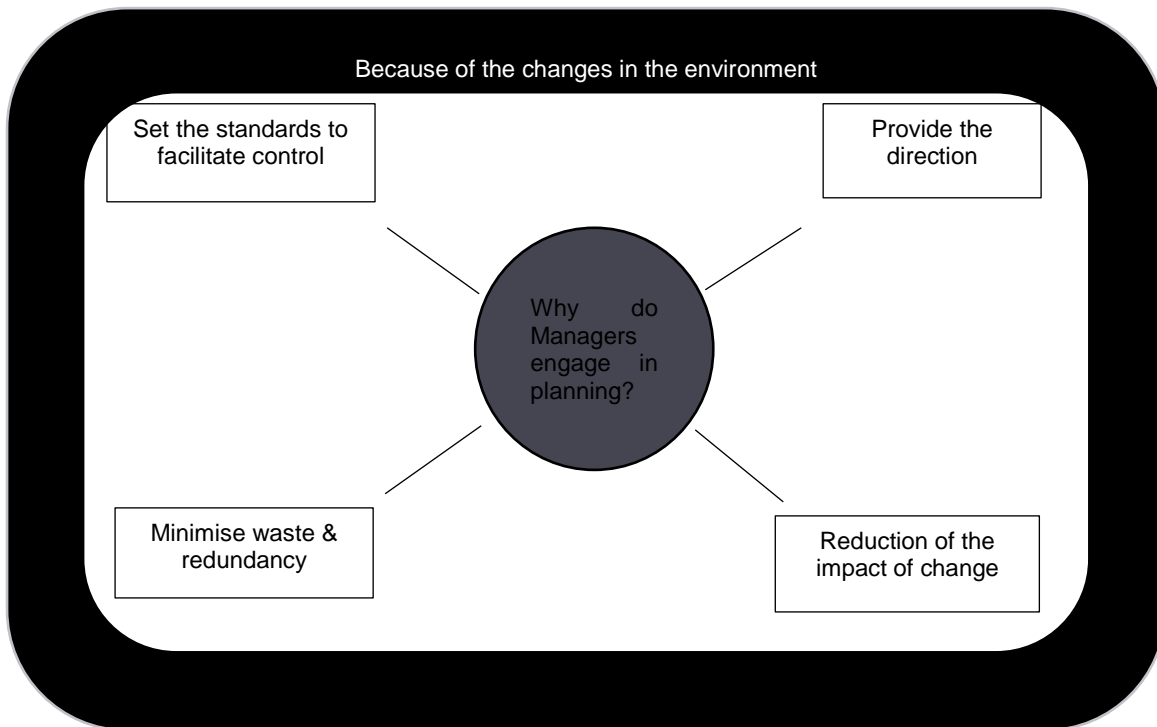 Because of the changes in the environment
Set the standards to
facilitate control
Provide the
direction
Why do
Managers
engage in
planning?
Minimise waste &
redundancy
Reduction of the
impact of change